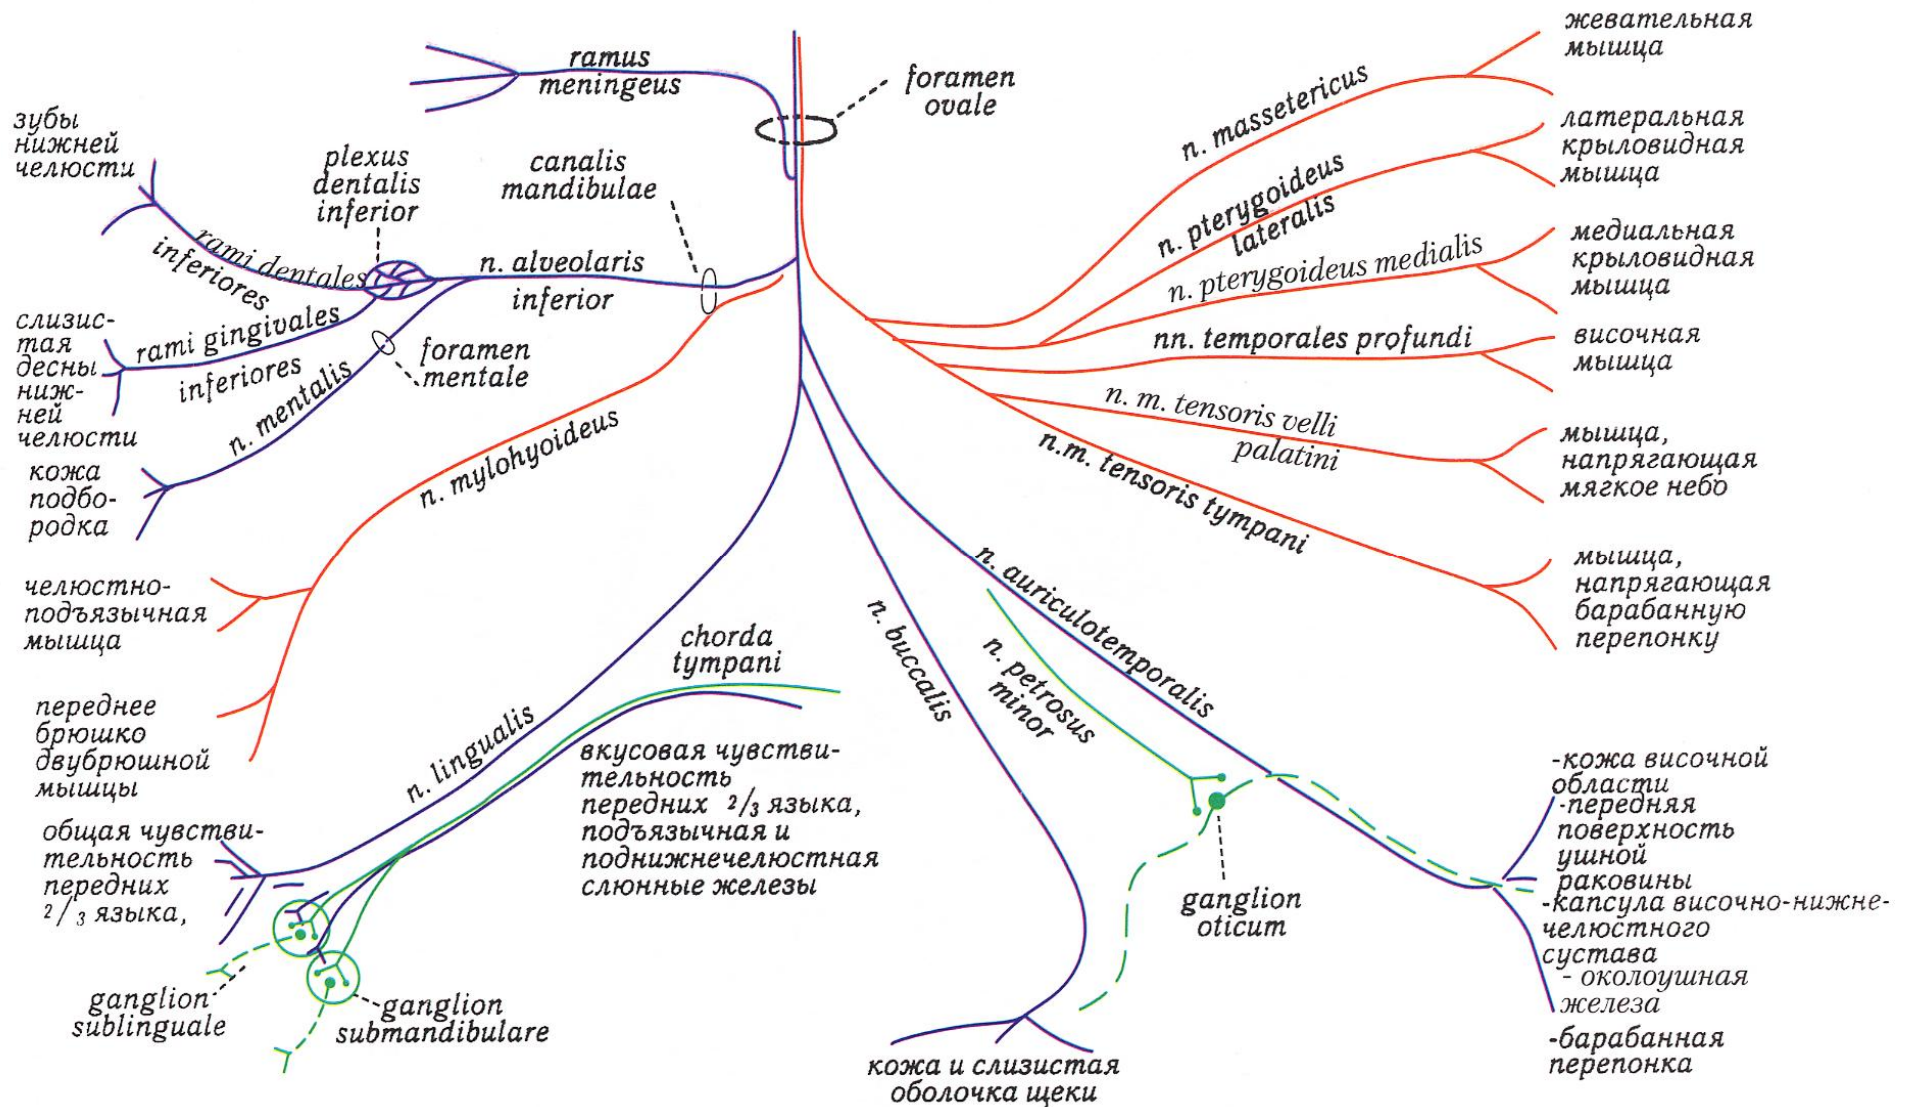 ramus
meningeus
foramen
ovale
жевательная
мышца
n. massetericus
латеральная
крыловидная
мышца
n. pterygoideus
lateralis
медиальная
крыловидная
мышца
n. pterygoideus medialis
nn. temporales profundi
височная
мышца
n. m. tensoris velli
palatini
мышца,
напрягающая
мягкое небо
n.m. tensoris tympani
мышца,
напрягающая
барабанную
перепонку
зубы
нижней
челюсти
plexus
dentalis
inferior
canalis
mandibulae
rami dentales
inferiores
n. alveolaris
inferior
слизис-
тая
десны
ниж-
ней
челюсти
rami gingivales
inferiores
foramen
mentale
n. mentalis
кожа
подбо-
родка
n. mylohyoideus
челюстно-
подъязычная
мышца
переднее
брюшко
двубрюшной
мышцы
chorda
tympani
n. lingualis
вкусовая чувстви-
тельность
передних 2/3 языка,
подъязычная и
поднижнечелюстная
слюнные железы
общая чувстви-
тельность
передних
2/3 языка,
ganglion
sublinguale
ganglion
submandibulare
n. buccalis
кожа и слизистая
оболочка щеки
n. auriculotemporalis
n. petrosus
minor
ganglion
oticum
-кожа височной
области
-передняя
поверхность
ушной
раковины
-капсула височно-нижне-
челюстного
сустава
- околоушная
железа
-барабанная
перепонка